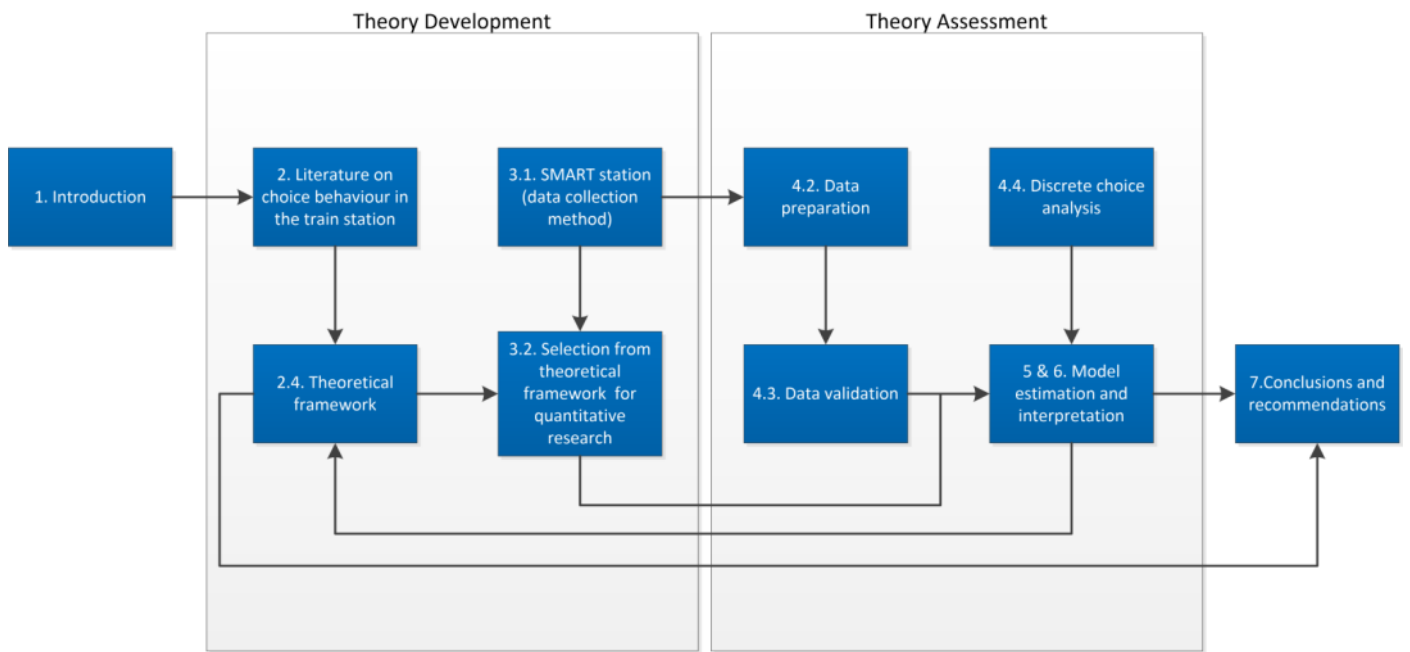 Theory Development
Theory Assessment
1. Introduction
2. Literature on
choice behaviour in
the train station
3.1. SMART station
(data collection
method)
4.2. Data
preparation
4.4. Discrete choice
analysis
2.4. Theoretical
framework
3.2. Selection from
theoretical
framework for
quantitative
research
4.3. Data validation
5 & 6. Model
estimation and
interpretation
7.Conclusions and
recommendations